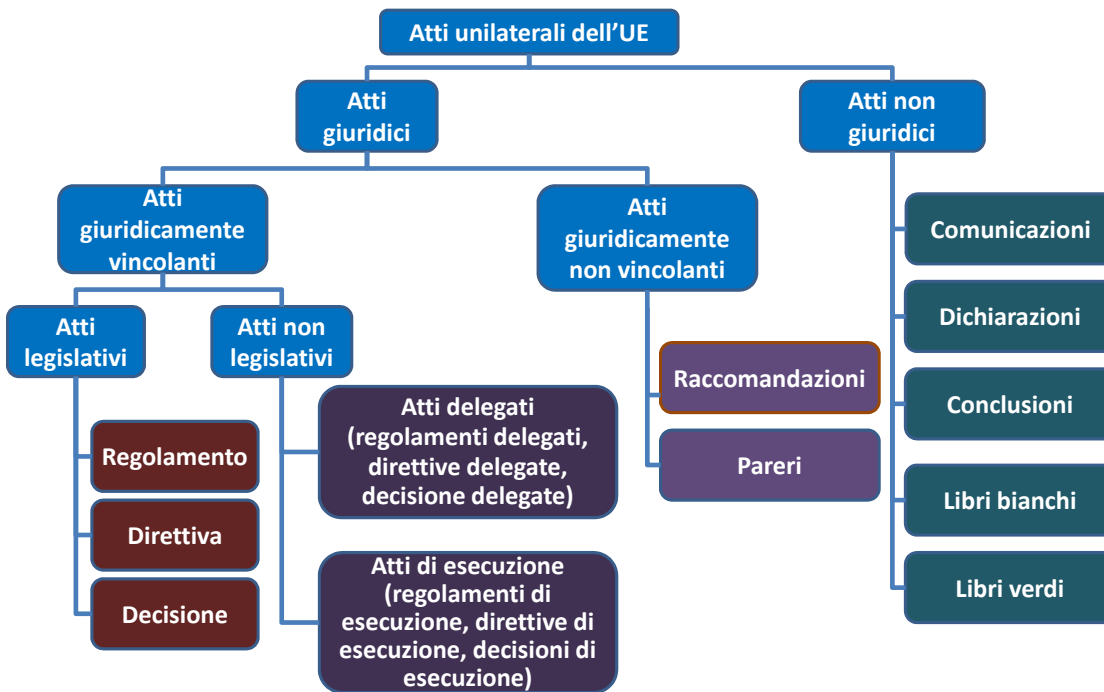 Atti unilaterali dell’UE
Atti
giuridici
Atti non
giuridici
Atti
giuridicamente
vincolanti
Atti
giuridicamente
non vincolanti
Atti
legislativi
Atti non
legislativi
Regolamento
Direttiva
Decisione
Atti delegati
(regolamenti delegati,
direttive delegate,
decisione delegate)
Atti di esecuzione
(regolamenti di
esecuzione, direttive di
esecuzione, decisioni di
esecuzione)
Raccomandazioni
Pareri
Comunicazioni
Dichiarazioni
Conclusioni
Libri bianchi
Libri verdi